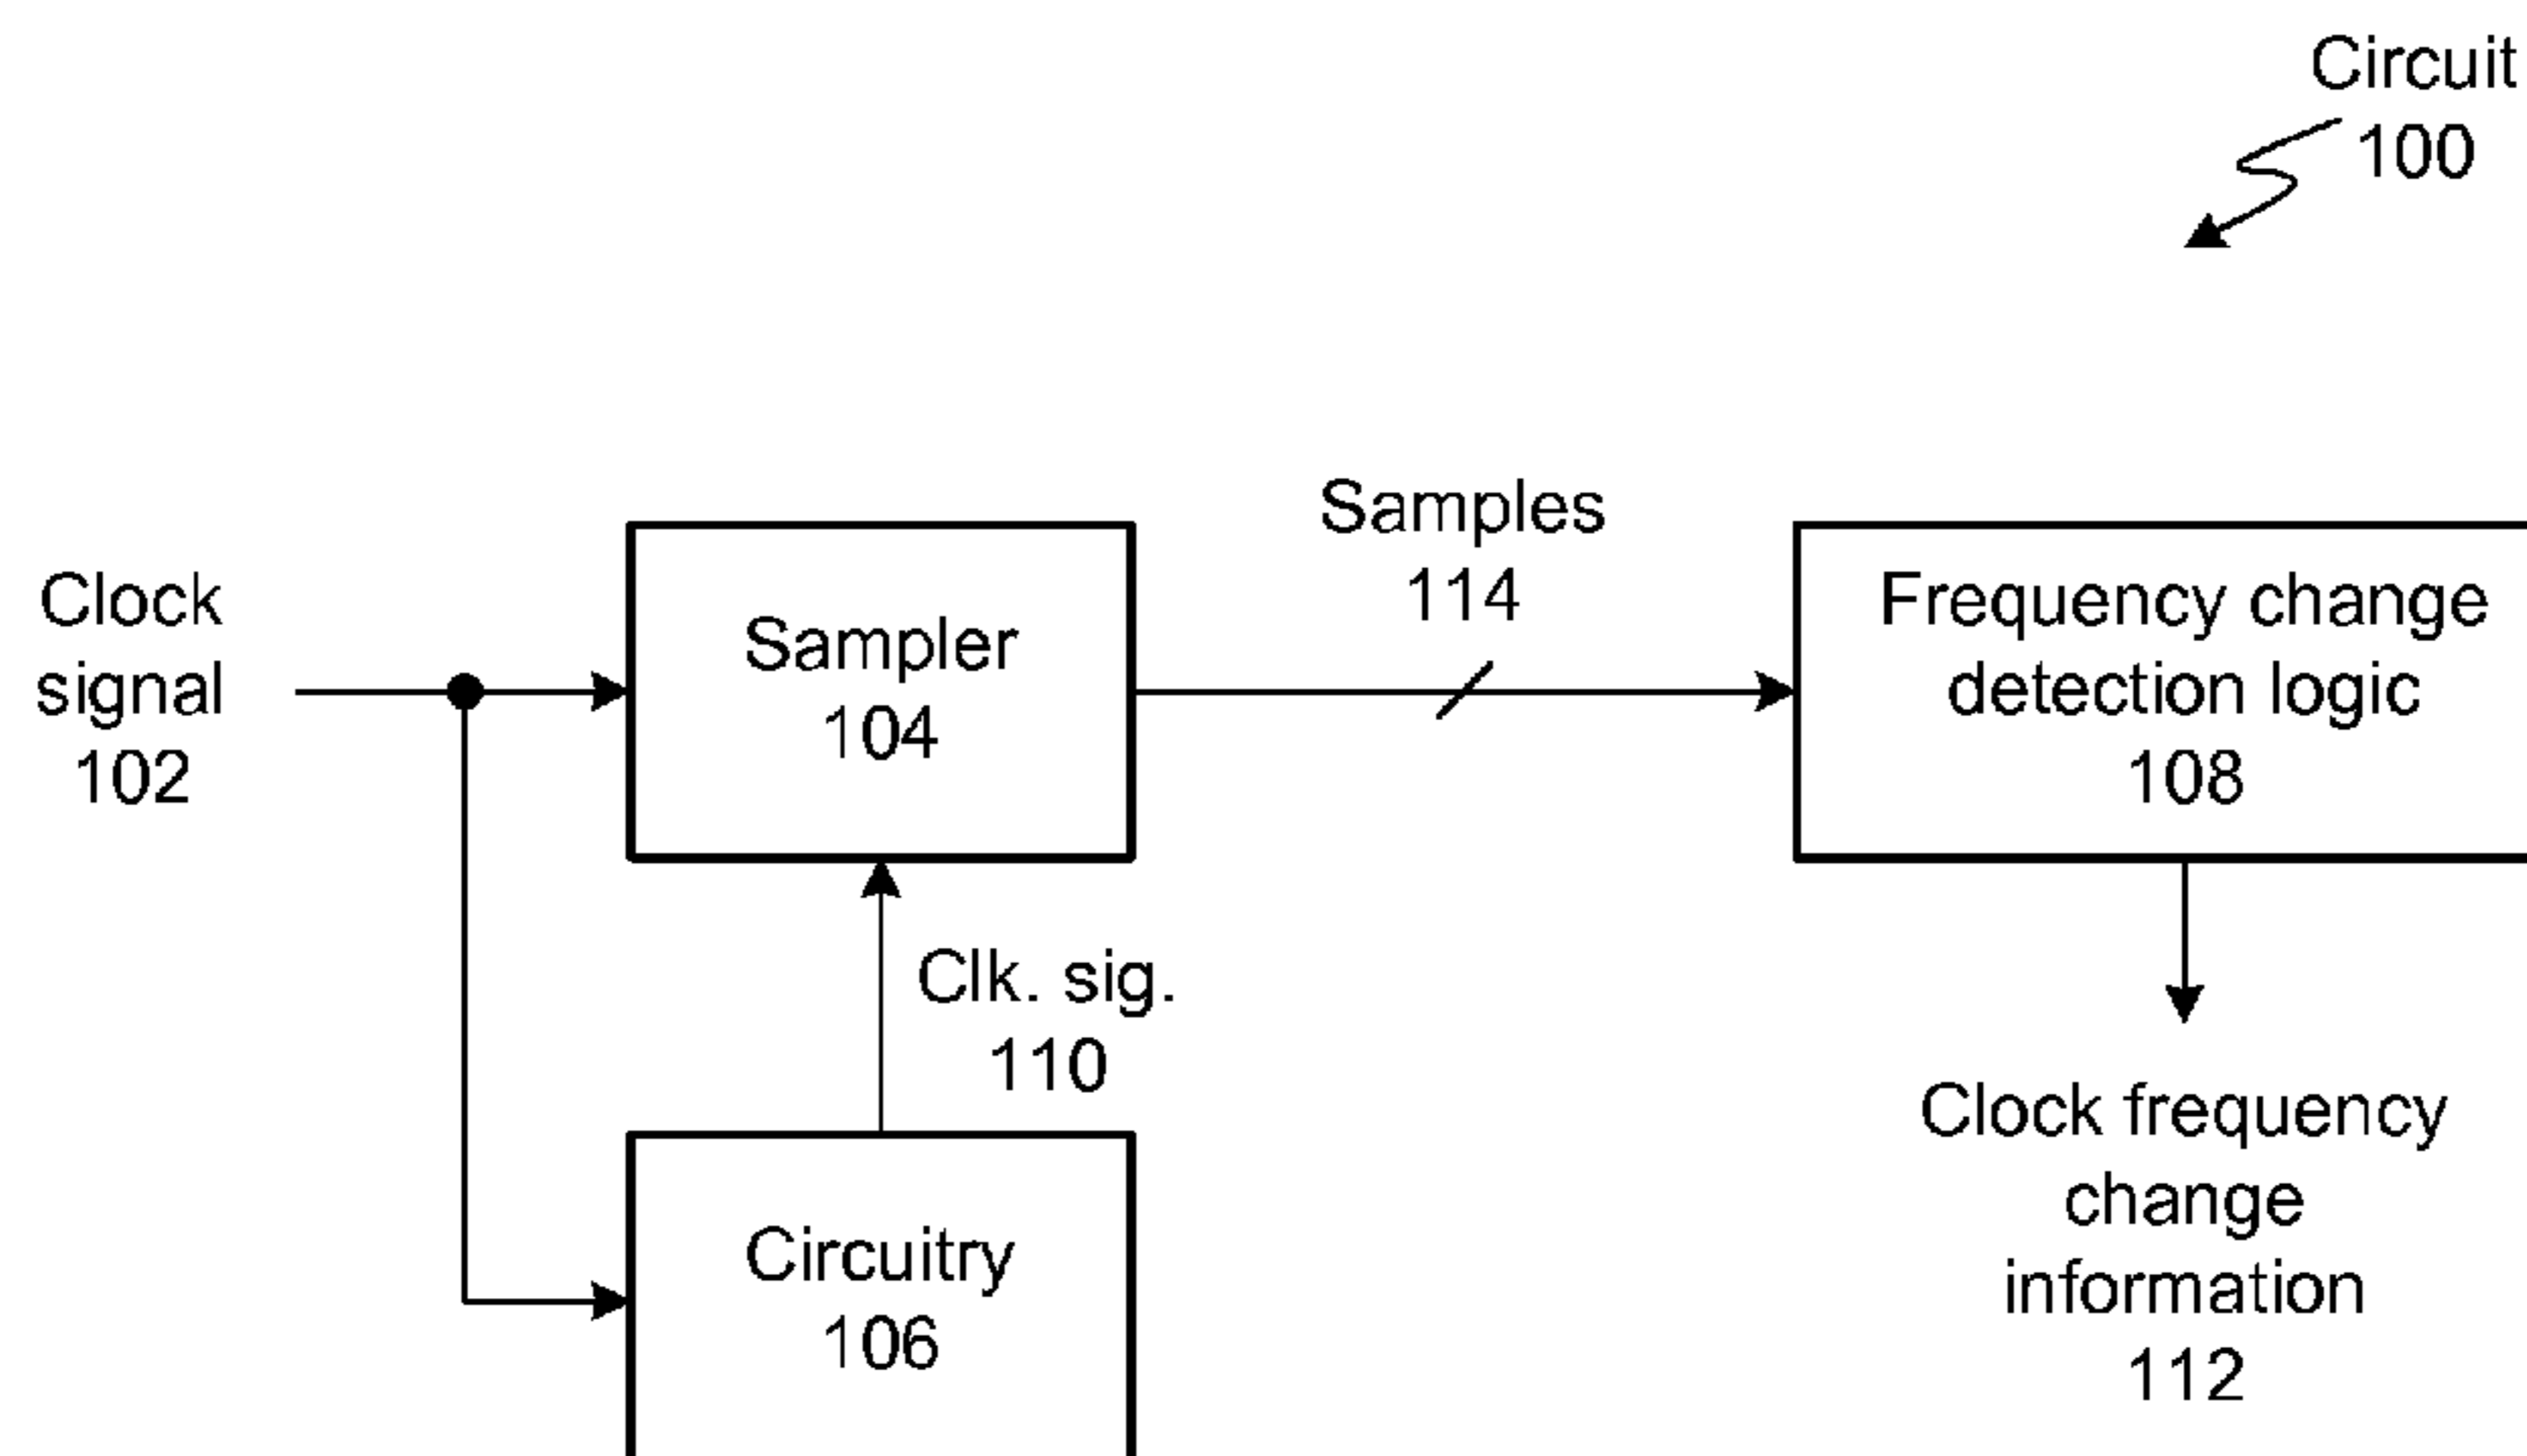 Circuit
100
Clock
signal
102
Sampler
104
Samples
114
Frequency change
detection logic
108
Clk. sig.
110
Circuitry
106
Clock frequency
change
information
112